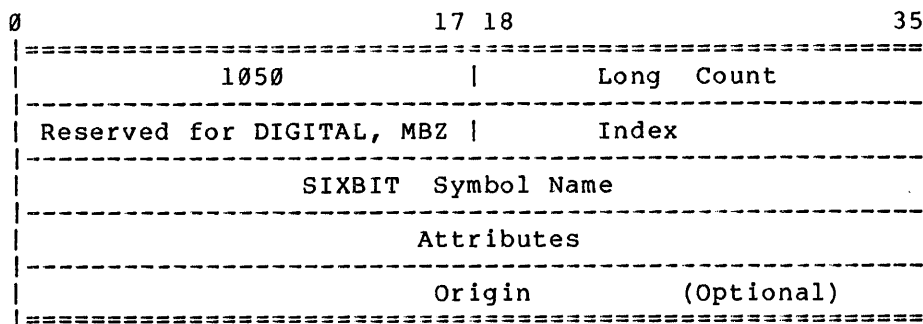 0 17 18 35
1050 | Long Count
Reserved for DIGITAL, MBZ | Index
SIXBIT Symbol Name
Attributes
Origin (Optional)